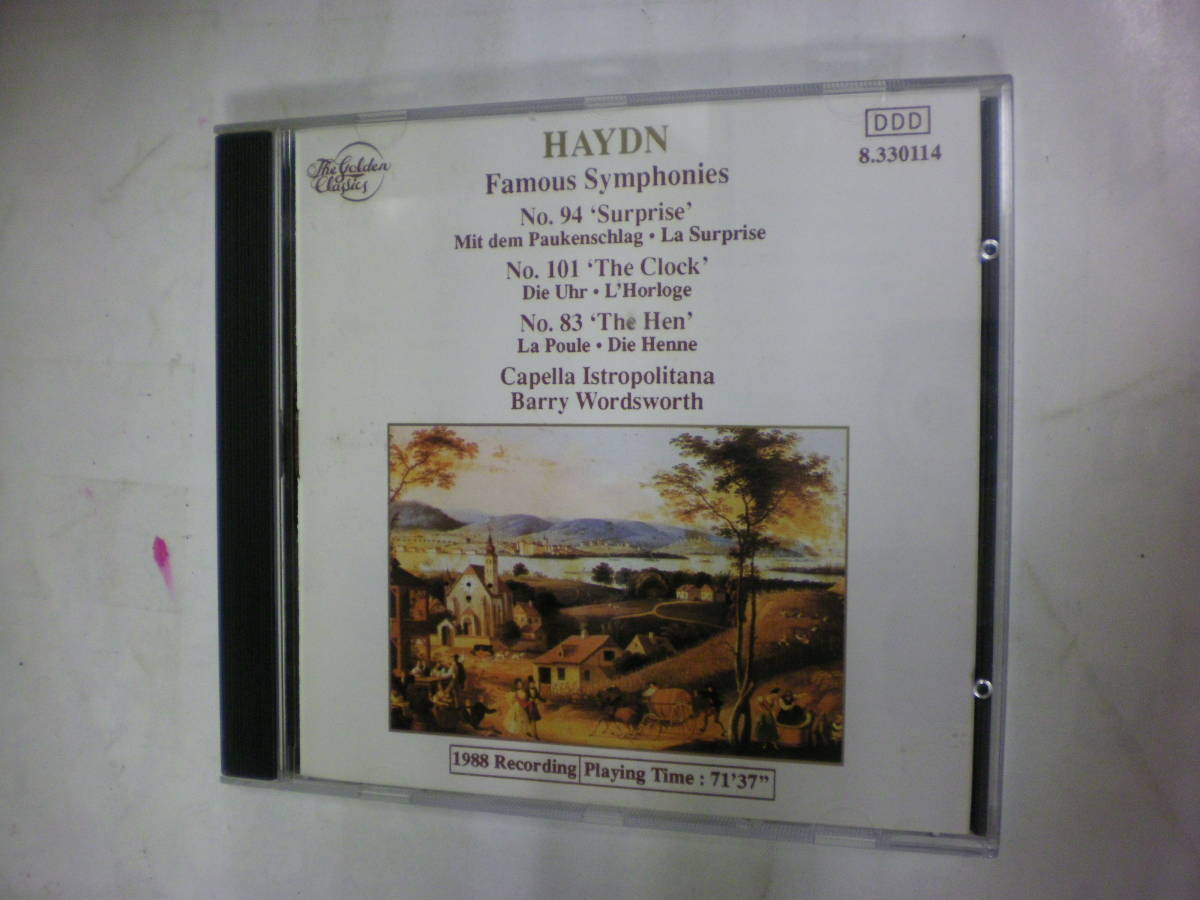 The Golden
Classics
HAYDN
Famous Symphonies
DDD
8.330114
No. 94 ‘Surprise’
Mit dem Paukenschlag • La Surprise
No. 101 ‘The Clock’
Die Uhr • L’Horloge
No. 83 ‘The Hen’
La Poule • Die Henne
Capella Istropolitana
Barry Wordsworth
1988 Recording Playing Time : 71’37”